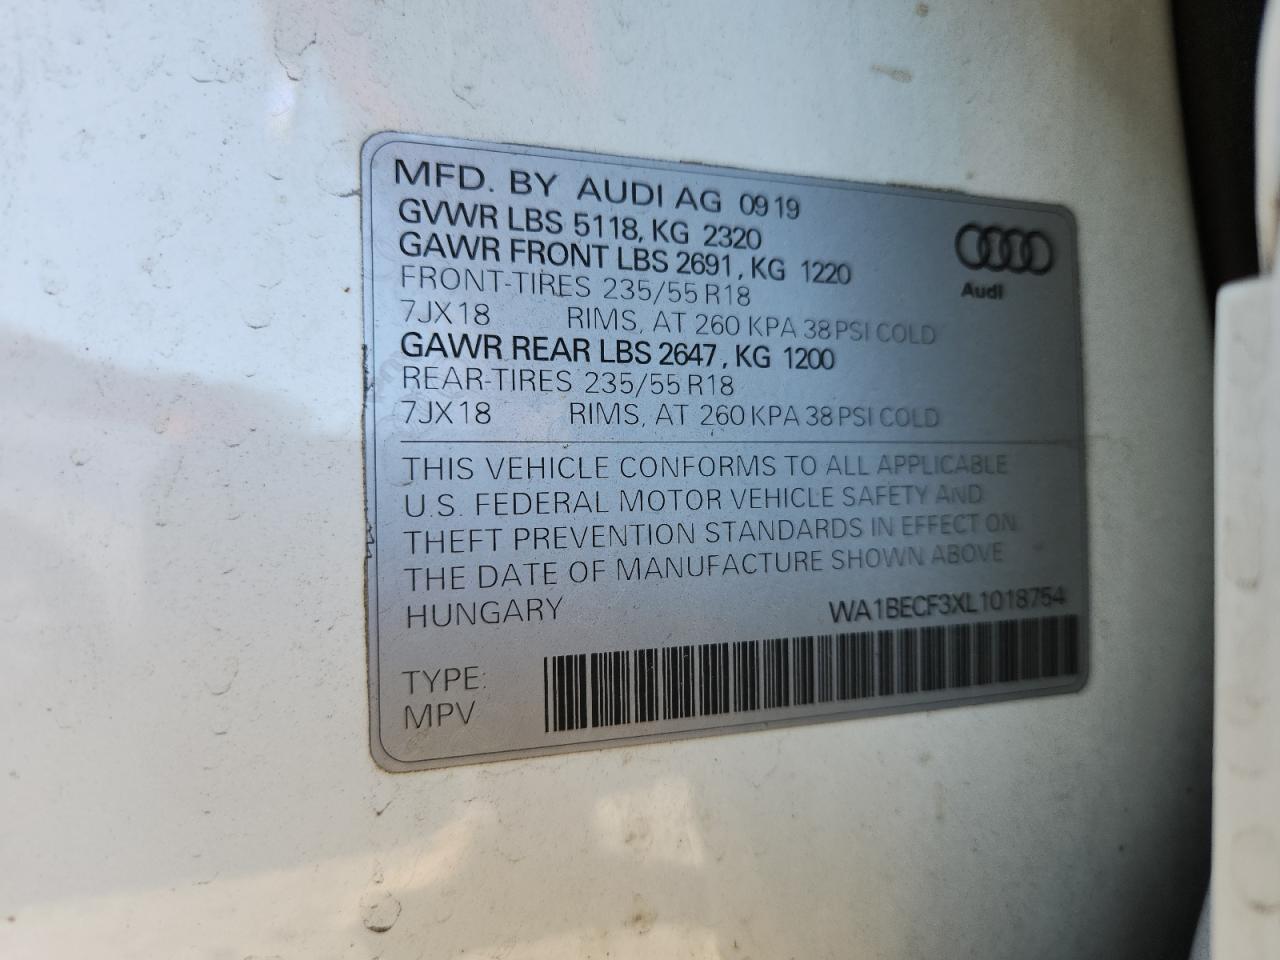 MFD. BY AUDI AG 0919
GVWR LBS 5118, KG 2320
GAWR FRONT LBS 2691, KG 1220
FRONT-TIRES 235/55 R18
7JX18 RIMS, AT 260 KPA 38 PSI COLD
GAWR REAR LBS 2647, KG 1200
REAR-TIRES 235/55 R18
7JX18 RIMS, AT 260 KPA 38 PSI COLD
Audi
THIS VEHICLE CONFORMS TO ALL APPLICABLE
U.S. FEDERAL MOTOR VEHICLE SAFETY AND
THEFT PREVENTION STANDARDS IN EFFECT ON
THE DATE OF MANUFACTURE SHOWN ABOVE
HUNGARY WA1BECF3XL1018754
TYPE:
MPV